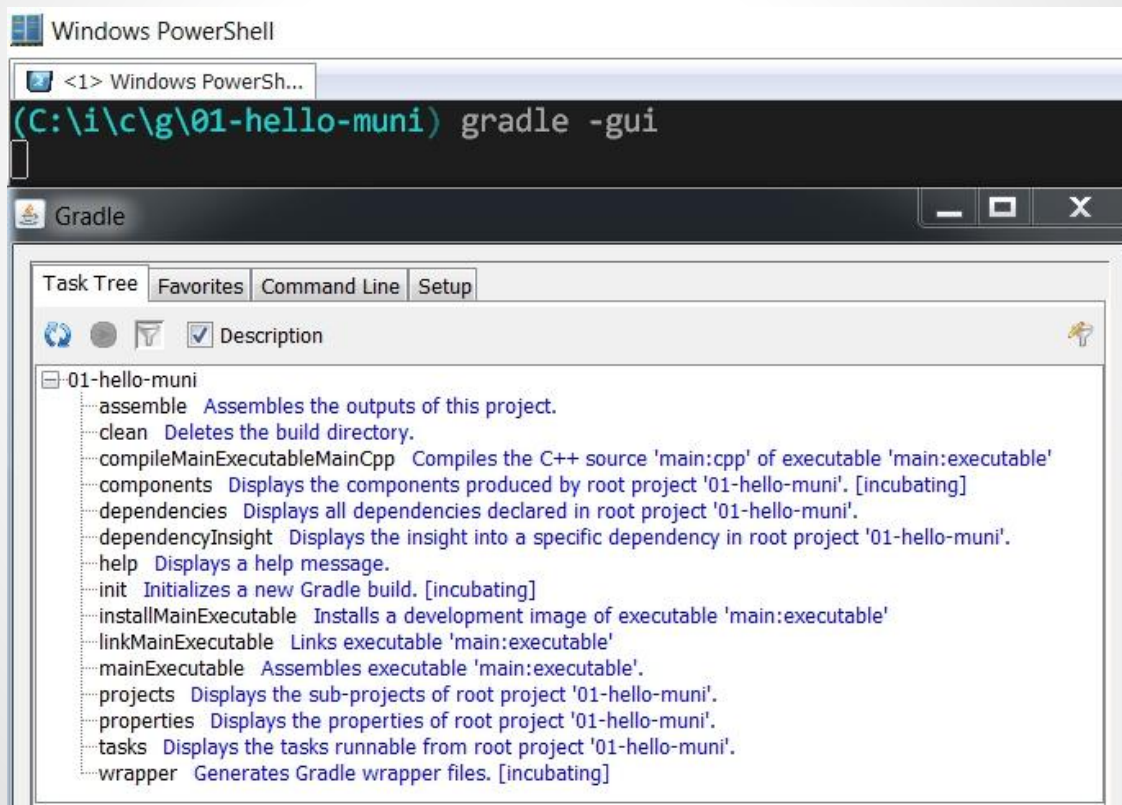 Windows PowerShell
<1> Windows PowerSh...
(C:\i\c\g\01-hello-muni) gradle -gui
Gradle
Task Tree Favorites Command Line Setup
Description
01-hello-muni
assemble Assembles the outputs of this project.
clean Deletes the build directory.
compileMainExecutableMainCpp Compiles the C++ source 'main:cpp' of executable 'main:executable'
components Displays the components produced by root project '01-hello-muni'. [incubating]
dependencies Displays all dependencies declared in root project '01-hello-muni'.
dependencyInsight Displays the insight into a specific dependency in root project '01-hello-muni'.
help Displays a help message.
init Initializes a new Gradle build. [incubating]
installMainExecutable Installs a development image of executable 'main:executable'
linkMainExecutable Links executable 'main:executable'
mainExecutable Assembles executable 'main:executable'.
projects Displays the sub-projects of root project '01-hello-muni'.
properties Displays the properties of root project '01-hello-muni'.
tasks Displays the tasks runnable from root project '01-hello-muni'.
wrapper Generates Gradle wrapper files. [incubating]